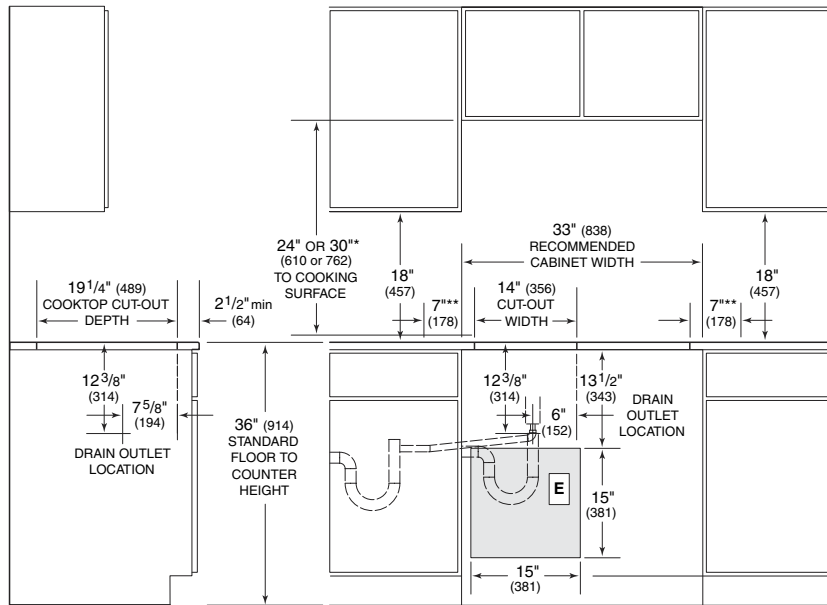 24" OR 30"*
(610 or 762)
TO COOKING
SURFACE
33" (838)
RECOMMENDED
CABINET WIDTH
18"
(457)
18"
(457)
19 1/4" (489)
COOKTOP CUT-OUT
DEPTH
2 1/2" min
(64)
7"**
(178)
14" (356)
CUT-OUT
WIDTH
7"**
(178)
12 3/8"
(314)
7 5/8"
(194)
DRAIN OUTLET
LOCATION
36" (914)
STANDARD
FLOOR TO
COUNTER
HEIGHT
12 3/8"
(314)
6"
(152)
13 1/2"
(343)
DRAIN
OUTLET
LOCATION
E
15"
(381)
15"
(381)